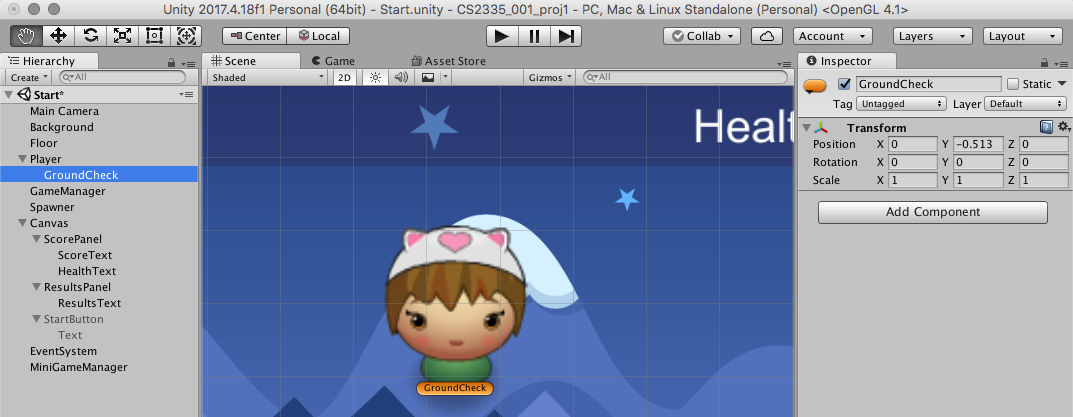 Unity 2017.4.18f1 Personal (64bit) - Start.unity - CS2335_001_proj1 - PC, Mac & Linux Standalone (Personal) <OpenGL 4.1>
Center Local Collab Account Layers Layout
Hierarchy
Create All
Start*
Main Camera
Background
Floor
Player
GroundCheck
GameManager
Spawner
Canvas
ScorePanel
ScoreText
HealthText
ResultsPanel
ResultsText
StartButton
Text
EventSystem
MiniGameManager
Scene Game Asset Store
Shaded 2D Gizmos All
Healt
GroundCheck
Inspector
GroundCheck Static
Tag Untagged Layer Default
Transform
Position X 0 Y -0.513 Z 0
Rotation X 0 Y 0 Z 0
Scale X 1 Y 1 Z 1
Add Component